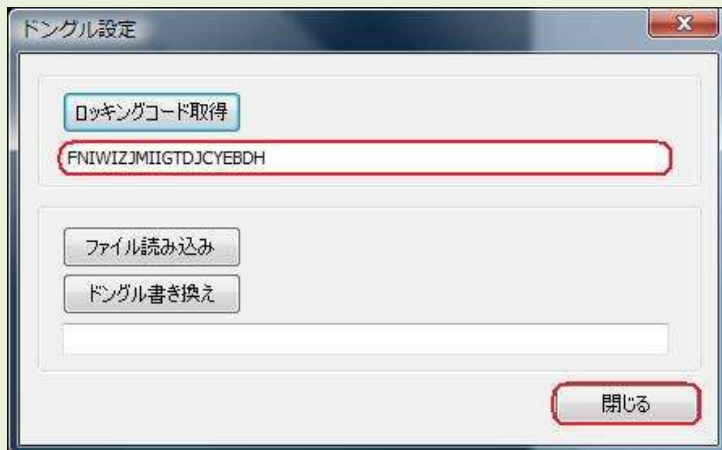 ドングル設定
ロッキングコード取得
FNIWIZJMIIGTDJCYEBDH
ファイル読み込み
ドングル書き換え
閉じる